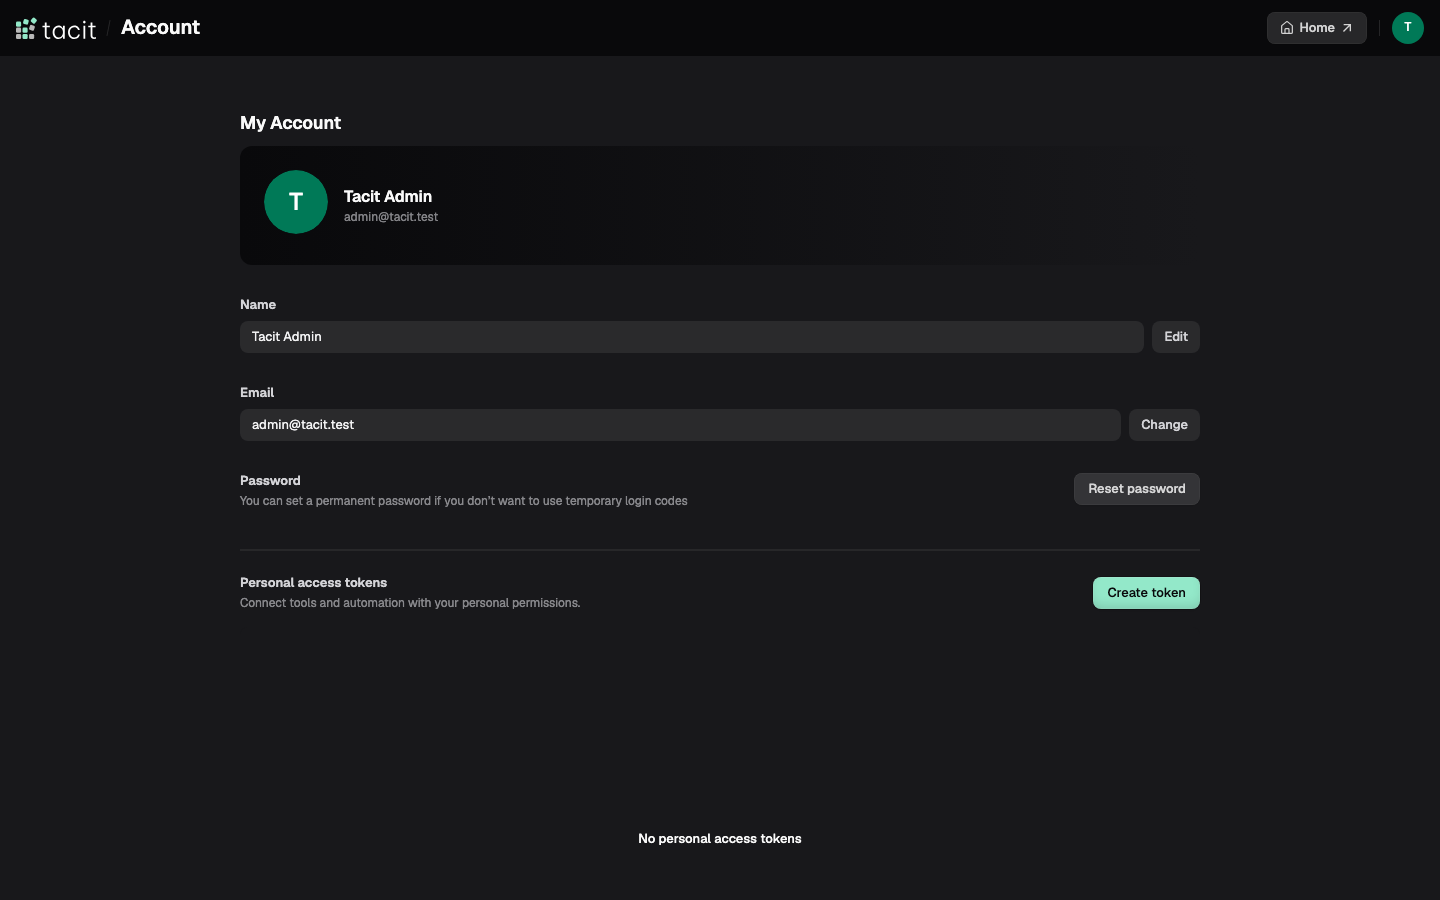 tacit / Account
Home
T
My Account
T
Tacit Admin
admin@tacit.test
Name
Tacit Admin
Edit
Email
admin@tacit.test
Change
Password
You can set a permanent password if you don't want to use temporary login codes
Reset password
Personal access tokens
Connect tools and automation with your personal permissions.
Create token
No personal access tokens